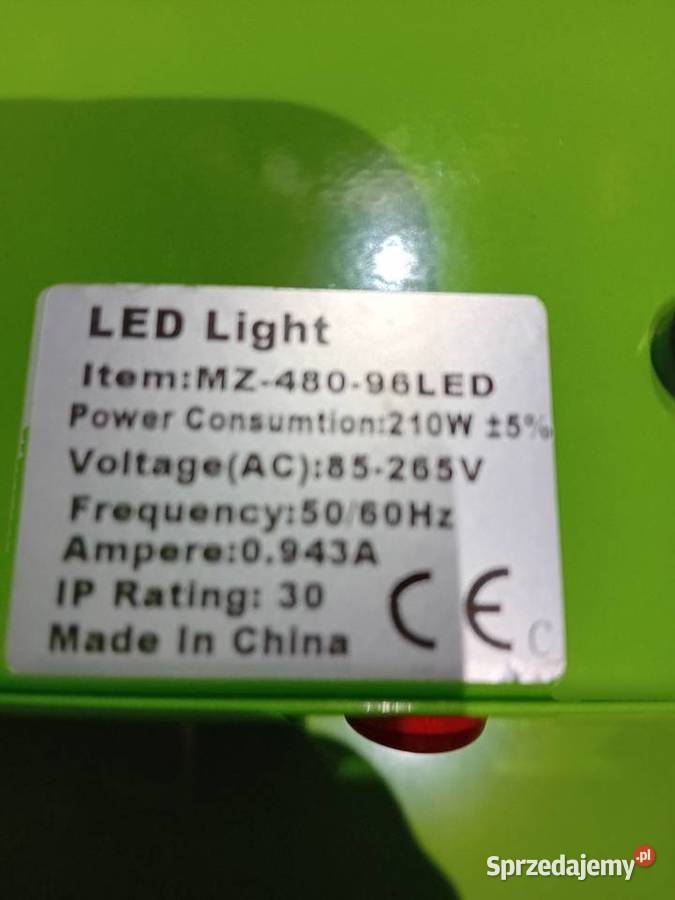 LED Light
Item:MZ-480-96LED
Power Consumtion:210W ±5%
Voltage(AC):85-265V
Frequency:50/60Hz
Ampere:0.943A
IP Rating: 30
CE C
Made In China
Sprzedajemy.pl